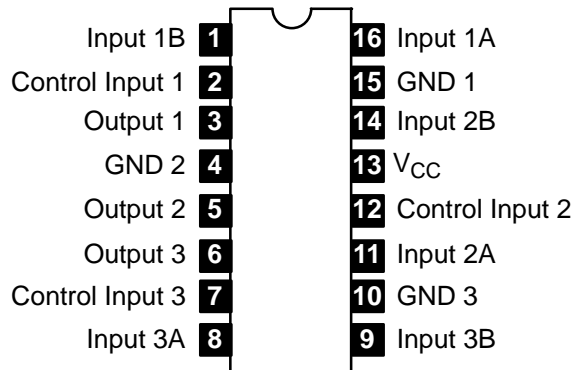 Input 1B 1 16 Input 1A
Control Input 1 2 15 GND 1
Output 1 3 14 Input 2B
GND 2 4 13 VCC
Output 2 5 12 Control Input 2
Output 3 6 11 Input 2A
Control Input 3 7 10 GND 3
Input 3A 8 9 Input 3B